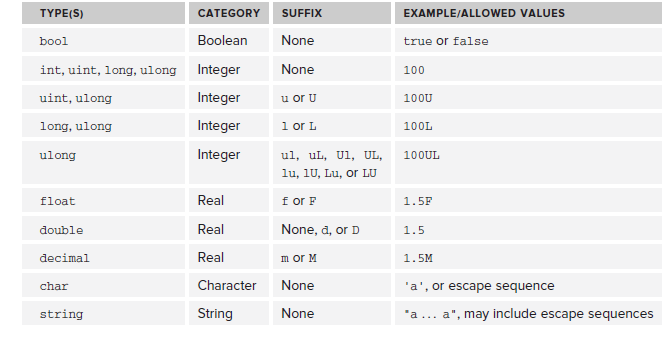 TYPE(S) CATEGORY SUFFIX EXAMPLE/ALLOWED VALUES
bool Boolean None true or false
int, uint, long, ulong Integer None 100
uint, ulong Integer u or U 100U
long, ulong Integer l or L 100L
ulong Integer ul, uL, Ul, UL, 100UL
lu, lU, Lu, or LU
float Real f or F 1.5F
double Real None, d, or D 1.5
decimal Real m or M 1.5M
char Character None 'a', or escape sequence
string String None "a ... a", may include escape sequences